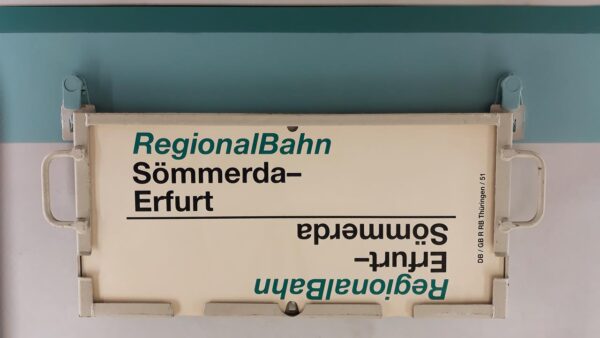 RegionalBahn
Sömmerda–
Erfurt
RegionalBahn
Erfurt–
Sömmerda
DB / GB R RB Thüringen / 51